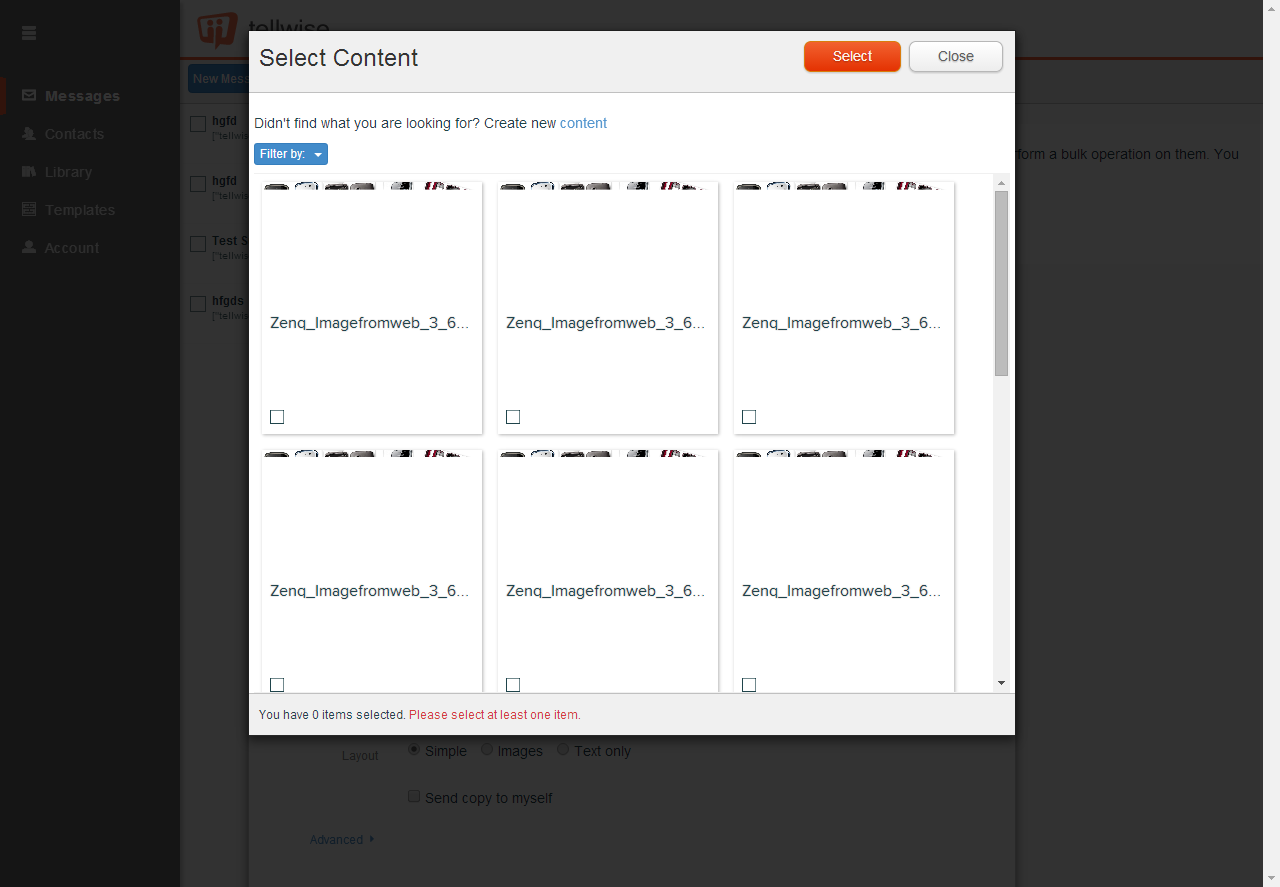 tellwise
Select Content
Select
Close
New Mes
Messages
Didn't find what you are looking for? Create new content
hgfd
["tellwis
Contacts
Filter by:
form a bulk operation on them. You
Library
hgfd
["tellwis
Templates
Test S
["tellwis
Account
hfgds
["tellwis
Zenq_Imagefromweb_3_6...
Zenq_Imagefromweb_3_6...
Zenq_Imagefromweb_3_6...
Zenq_Imagefromweb_3_6...
Zenq_Imagefromweb_3_6...
Zenq_Imagefromweb_3_6...
You have 0 items selected. Please select at least one item.
Layout
Simple
Images
Text only
Send copy to myself
Advanced